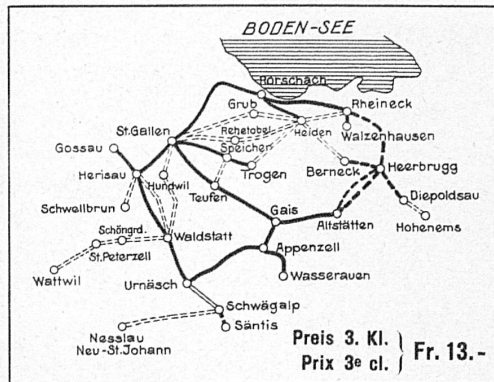 BODEN-SEE
Rorschach
Grub
Rheineck
St.Gallen
Rehetobel
Heiden
Walzenhausen
Gossau
Speichen
Trogen
Berneck
Heerbrugg
Herisau
Hundwil
Teufen
Diepoldsau
Schwellbrun
Gais
Altstätten
Hohenems
Schöngrd.
Waldstatt
St.Peterzell
Appenzell
Wattwil
Wasserauen
Urnäsch
Schwägalp
Säntis
Nesslau
Neu-St.Johann
Preis 3. Kl. } Fr. 13.-
Prix 3e cl.